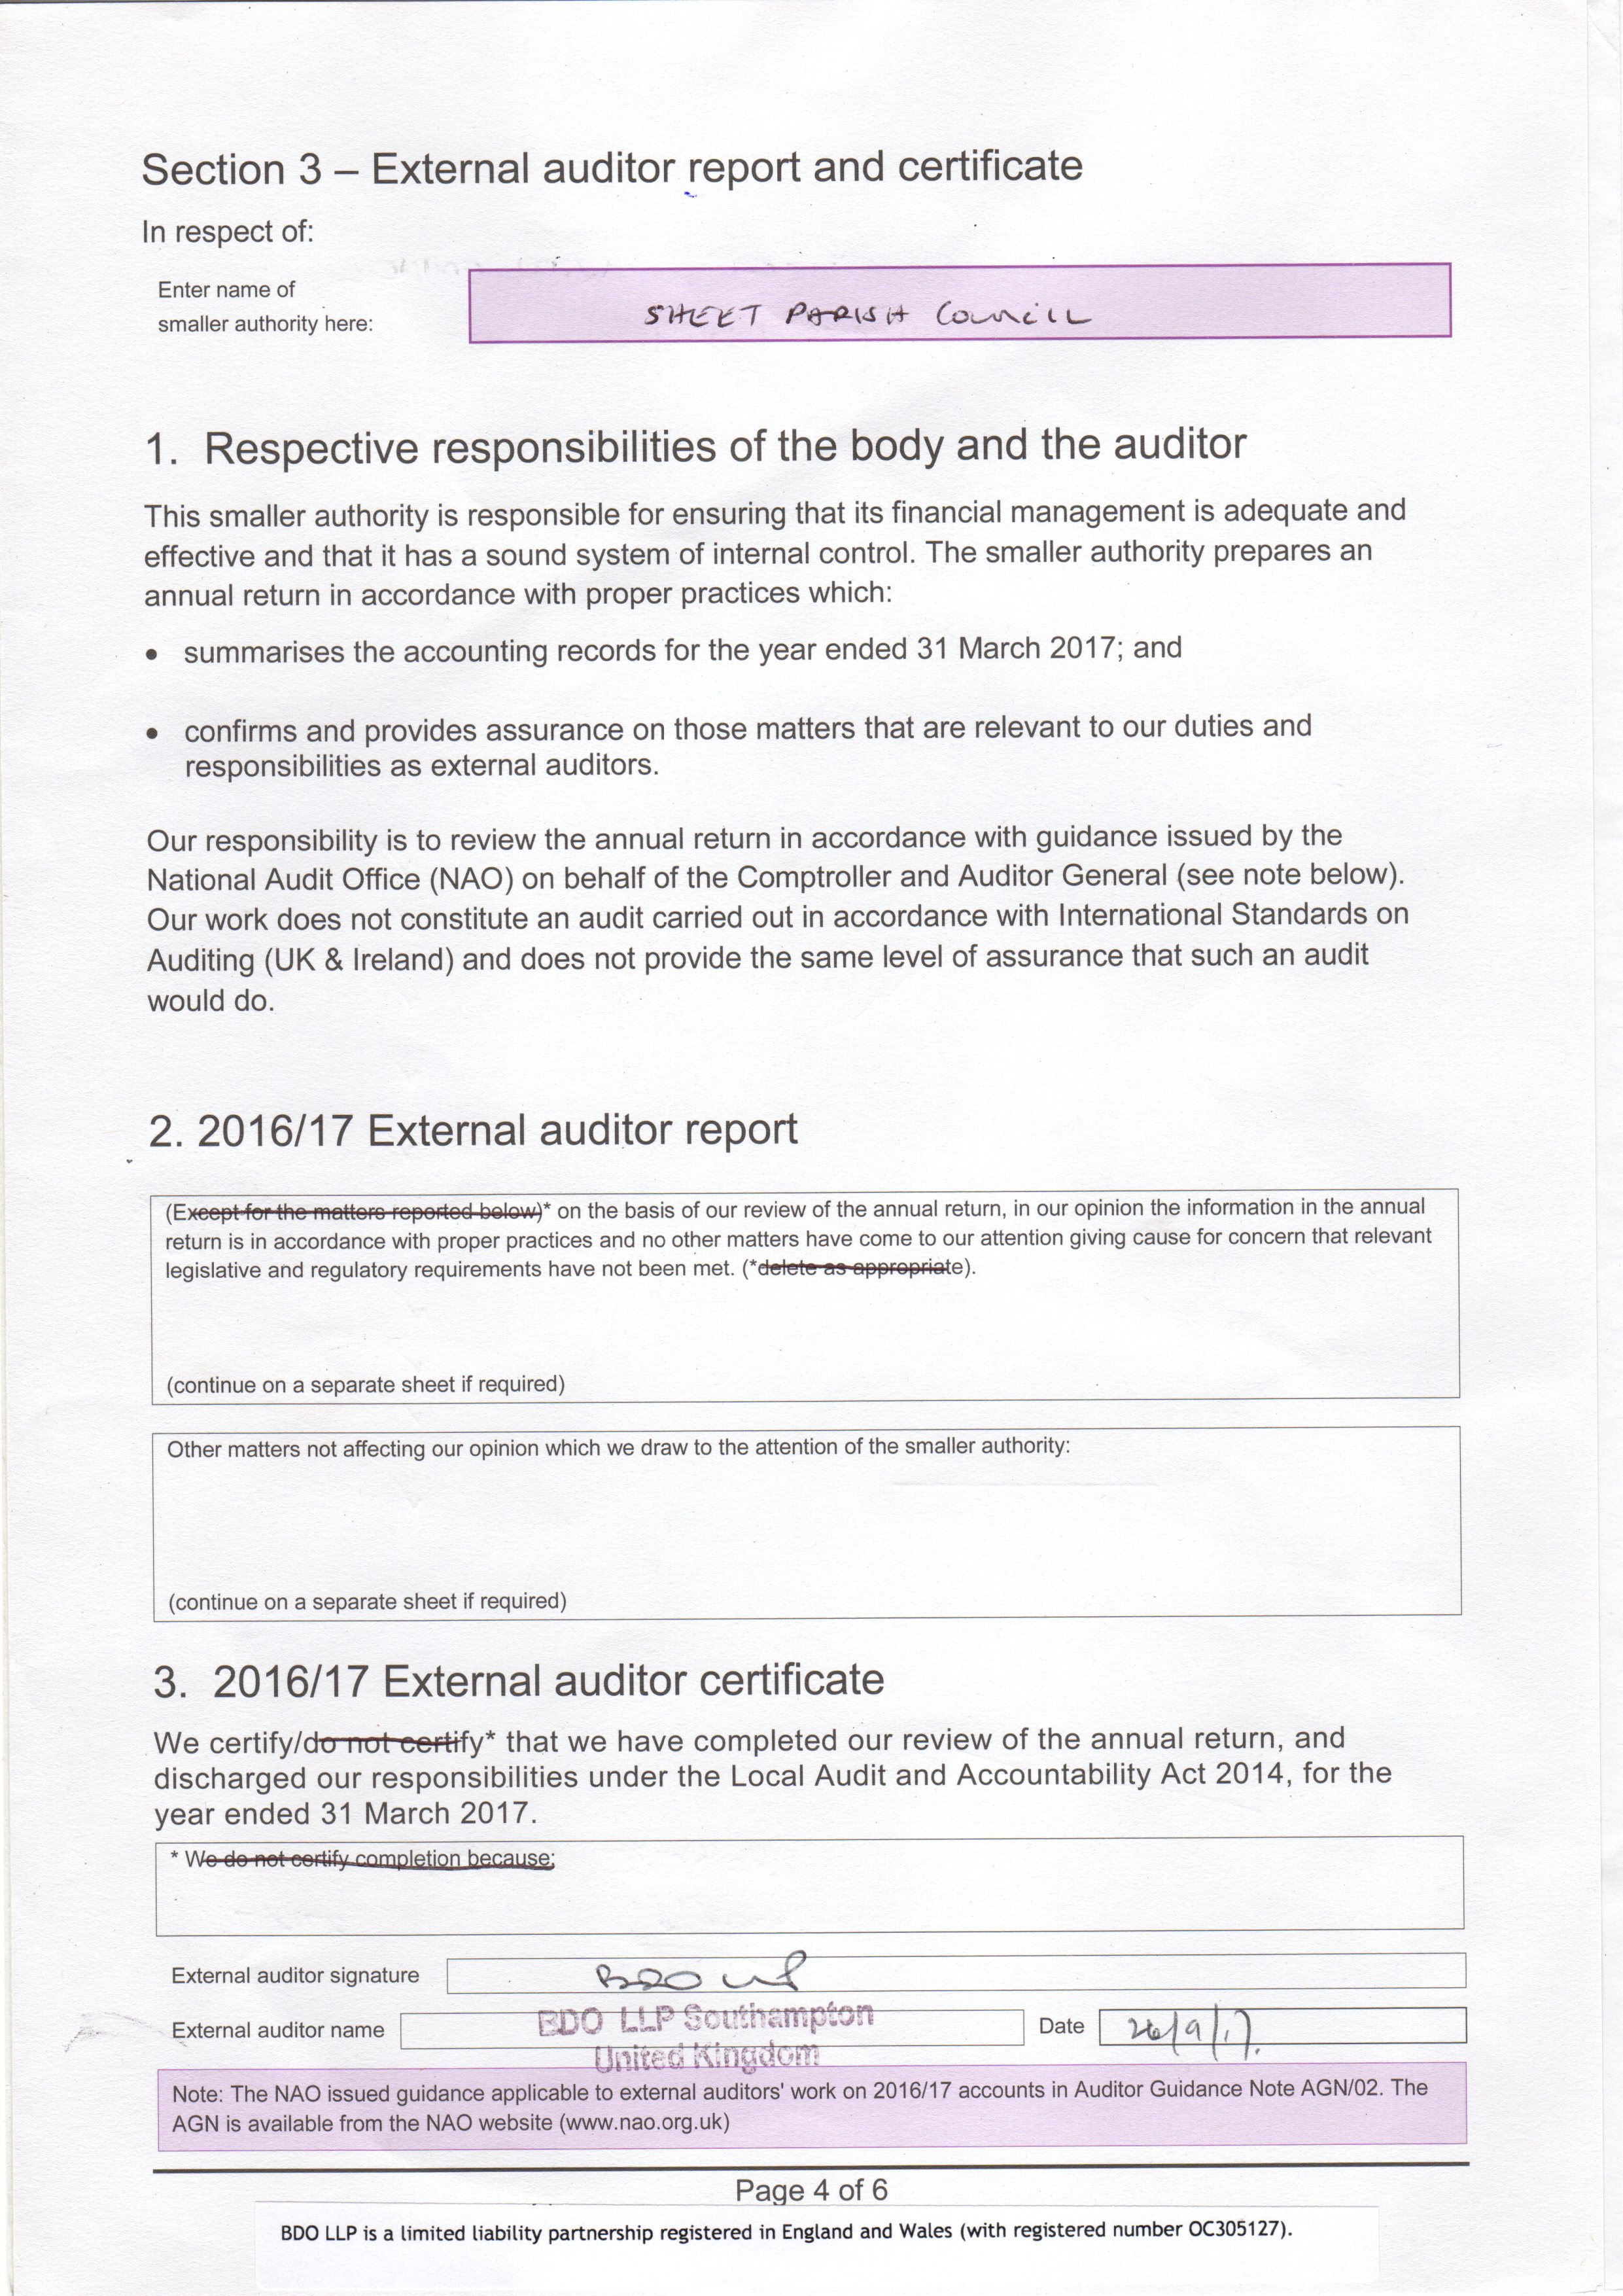 Section 3 – External auditor report and certificate
In respect of:
Enter name of
smaller authority here:
SHEET PARISH COUNCIL
1. Respective responsibilities of the body and the auditor
This smaller authority is responsible for ensuring that its financial management is adequate and
effective and that it has a sound system of internal control. The smaller authority prepares an
annual return in accordance with proper practices which:
• summarises the accounting records for the year ended 31 March 2017; and
• confirms and provides assurance on those matters that are relevant to our duties and
responsibilities as external auditors.
Our responsibility is to review the annual return in accordance with guidance issued by the
National Audit Office (NAO) on behalf of the Comptroller and Auditor General (see note below).
Our work does not constitute an audit carried out in accordance with International Standards on
Auditing (UK & Ireland) and does not provide the same level of assurance that such an audit
would do.
2. 2016/17 External auditor report
(Except for the matters reported below)* on the basis of our review of the annual return, in our opinion the information in the annual
return is in accordance with proper practices and no other matters have come to our attention giving cause for concern that relevant
legislative and regulatory requirements have not been met. (*delete as appropriate).
(continue on a separate sheet if required)
Other matters not affecting our opinion which we draw to the attention of the smaller authority:
(continue on a separate sheet if required)
3. 2016/17 External auditor certificate
We certify/do not certify* that we have completed our review of the annual return, and
discharged our responsibilities under the Local Audit and Accountability Act 2014, for the
year ended 31 March 2017.
* We do not certify completion because:
External auditor signature
BDO LLP
External auditor name
BDO LLP Southampton
United Kingdom
Date
26/9/17.
Note: The NAO issued guidance applicable to external auditors' work on 2016/17 accounts in Auditor Guidance Note AGN/02. The
AGN is available from the NAO website (www.nao.org.uk)
Page 4 of 6
BDO LLP is a limited liability partnership registered in England and Wales (with registered number OC305127).